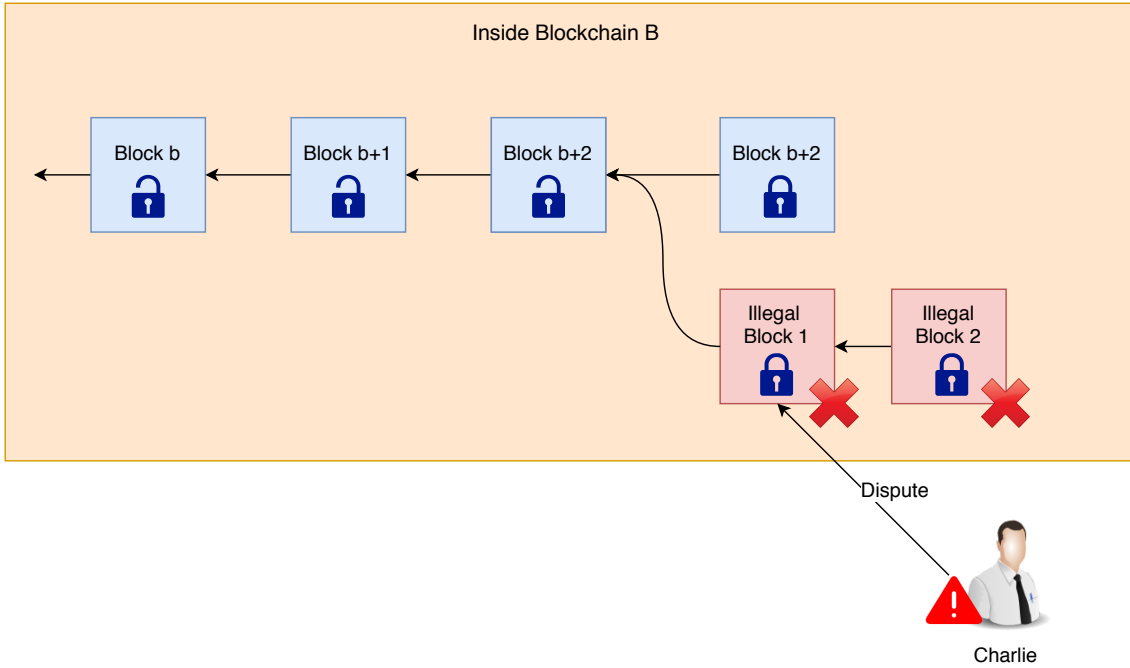 Inside Blockchain B
Block b
Block b+1
Block b+2
Block b+2
Illegal
Block 1
Illegal
Block 2
Dispute
Charlie